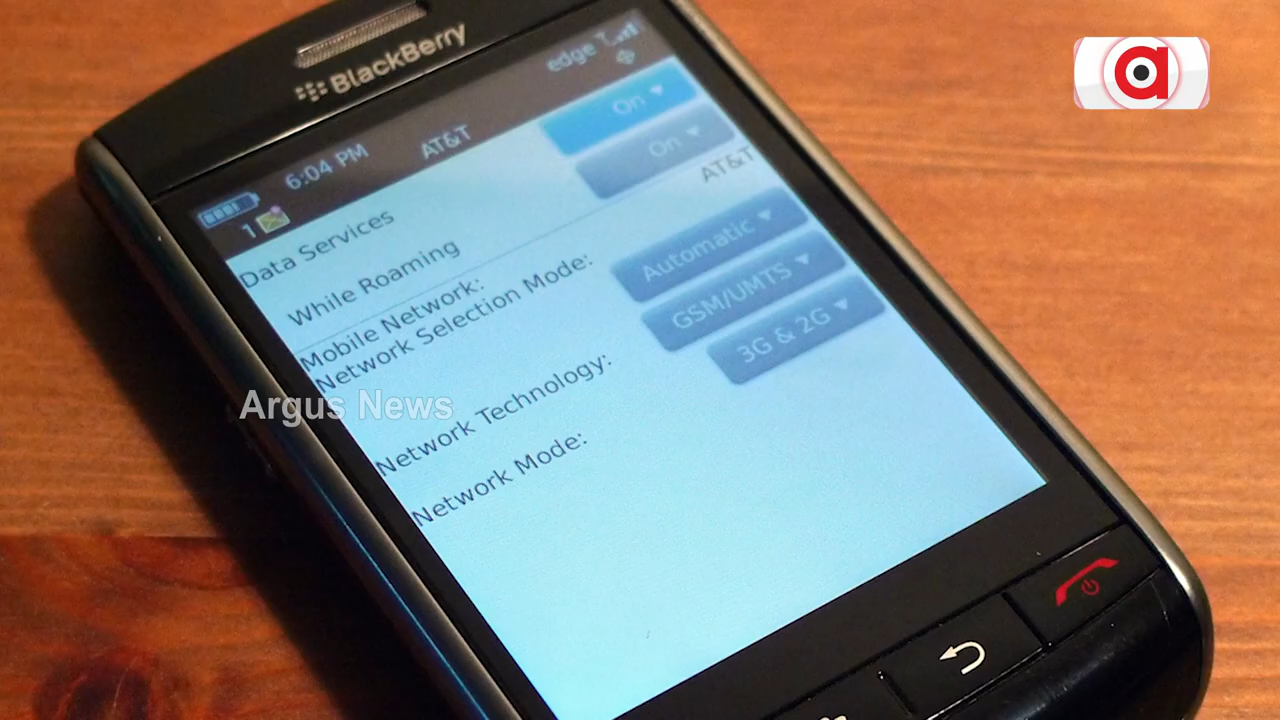 BlackBerry
edge
6:04 PM AT&T
1
Data Services On
While Roaming On
Mobile Network: AT&T
Network Selection Mode: Automatic
Network Technology: GSM/UMTS
Network Mode: 3G & 2G
Argus News
a